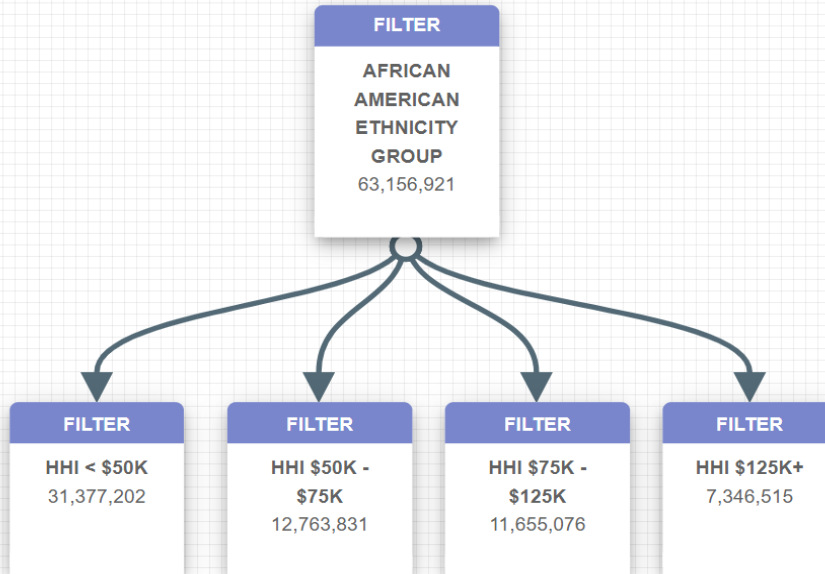 FILTER
AFRICAN
AMERICAN
ETHNICITY
GROUP
63,156,921
FILTER
HHI < $50K
31,377,202
FILTER
HHI $50K -
$75K
12,763,831
FILTER
HHI $75K -
$125K
11,655,076
FILTER
HHI $125K+
7,346,515